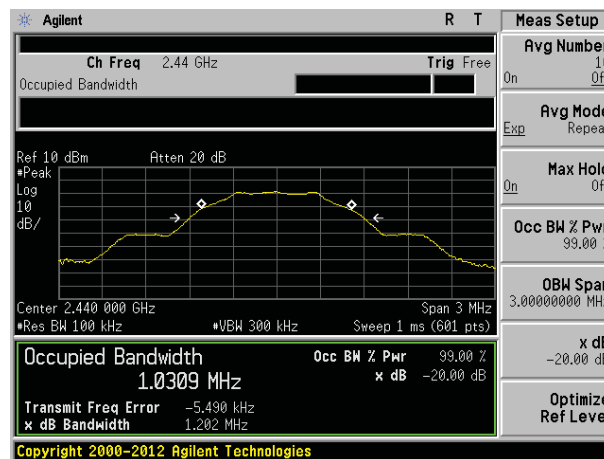 Agilent R T Meas Setup
Ch Freq 2.44 GHz Trig Free
Occupied Bandwidth
Ref 10 dBm Atten 20 dB
#Peak
Log
10
dB/
Center 2.440 000 GHz Span 3 MHz
#Res BW 100 kHz #VBW 300 kHz Sweep 1 ms (601 pts)
Occupied Bandwidth Occ BW % Pwr 99.00 %
1.0309 MHz x dB -20.00 dB
Transmit Freq Error -5.490 kHz
x dB Bandwidth 1.202 MHz
Copyright 2000-2012 Agilent Technologies
Avg Number
On
Avg Mode
Exp Repea
Max Hold
On Of
Occ BW % Pwr
99.00
OBW Span
3.00000000 MH
x dB
-20.00 dB
Optimize
Ref Level